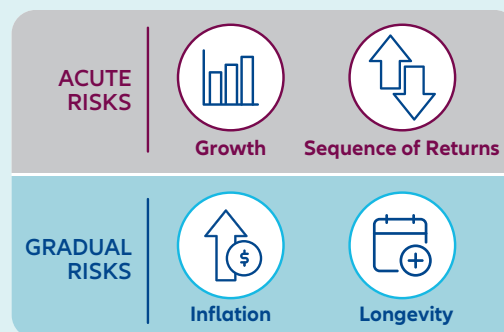 ACUTE
RISKS
Growth
Sequence of Returns
GRADUAL
RISKS
$
Inflation
Longevity